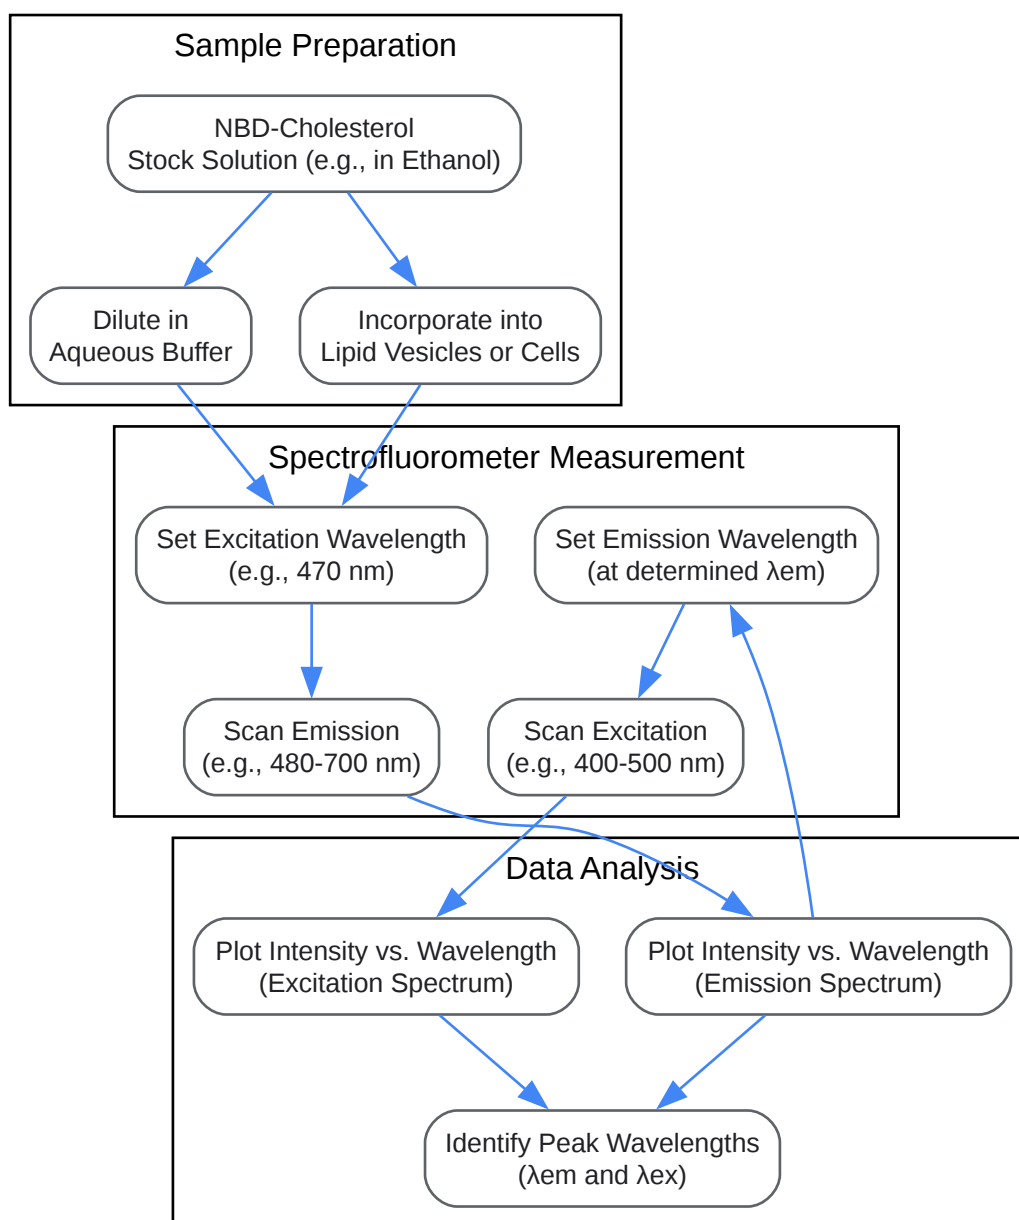 Sample Preparation
NBD-Cholesterol
Stock Solution (e.g., in Ethanol)
Dilute in
Aqueous Buffer
Incorporate into
Lipid Vesicles or Cells
Spectrofluorometer Measurement
Set Excitation Wavelength
(e.g., 470 nm)
Set Emission Wavelength
(at determined λem)
Scan Emission
(e.g., 480-700 nm)
Scan Excitation
(e.g., 400-500 nm)
Data Analysis
Plot Intensity vs. Wavelength
(Excitation Spectrum)
Plot Intensity vs. Wavelength
(Emission Spectrum)
Identify Peak Wavelengths
(λem and λex)